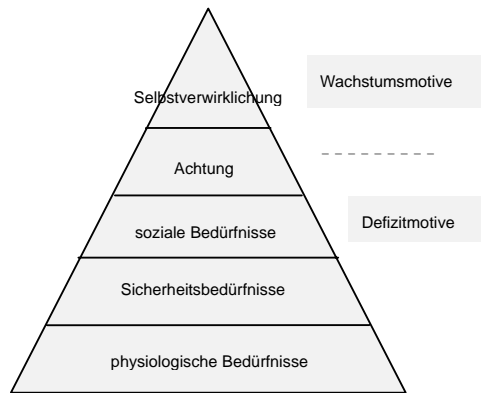 Selbstverwirklichung
Wachstumsmotive
Achtung
Defizitmotive
soziale Bedürfnisse
Sicherheitsbedürfnisse
physiologische Bedürfnisse